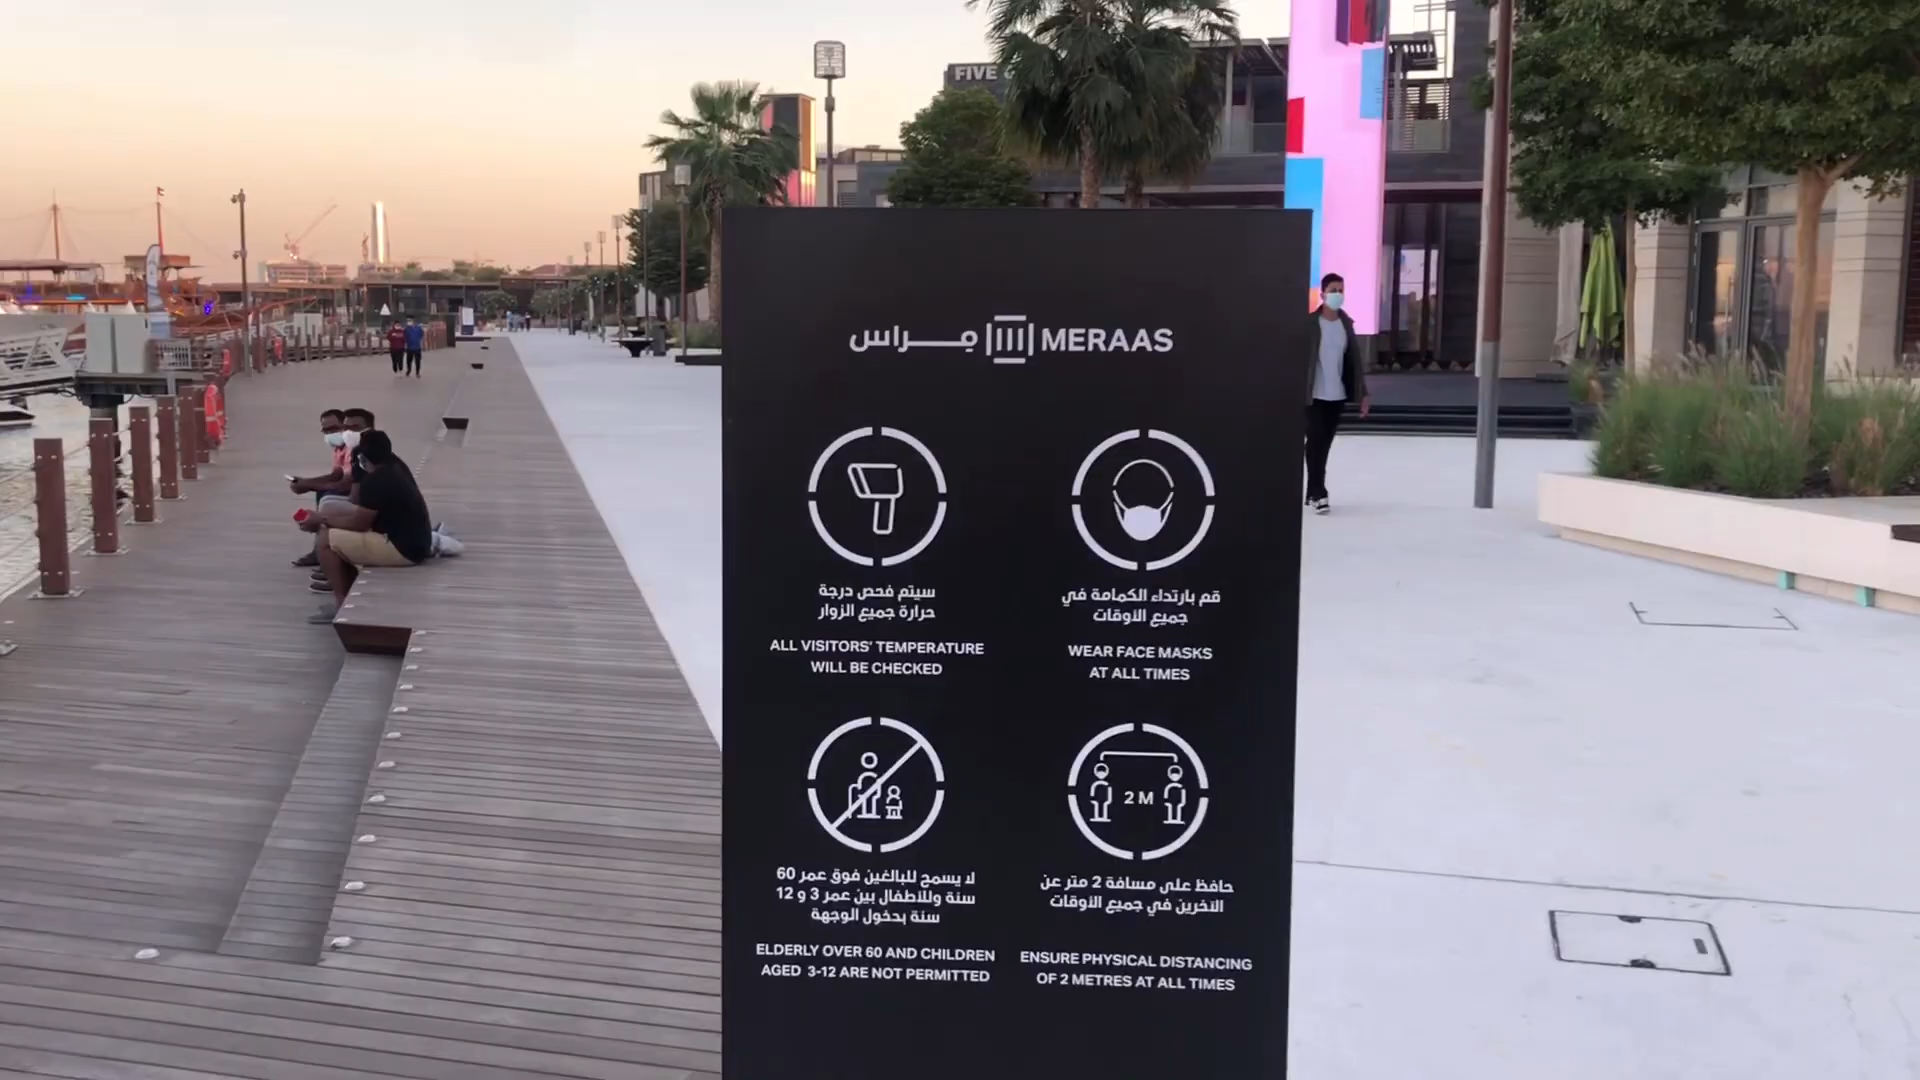 FIVE
مراس MERAAS
سيتم فحص درجة
حرارة جميع الزوار
ALL VISITORS' TEMPERATURE
WILL BE CHECKED
قم بارتداء الكمامة في
جميع الأوقات
WEAR FACE MASKS
AT ALL TIMES
لا يسمح للبالغين فوق عمر 60
سنة وللأطفال بين عمر 3 و 12
سنة بدخول الوجهة
ELDERLY OVER 60 AND CHILDREN
AGED 3-12 ARE NOT PERMITTED
2 M
حافظ على مسافة 2 متر عن
الآخرين في جميع الأوقات
ENSURE PHYSICAL DISTANCING
OF 2 METRES AT ALL TIMES